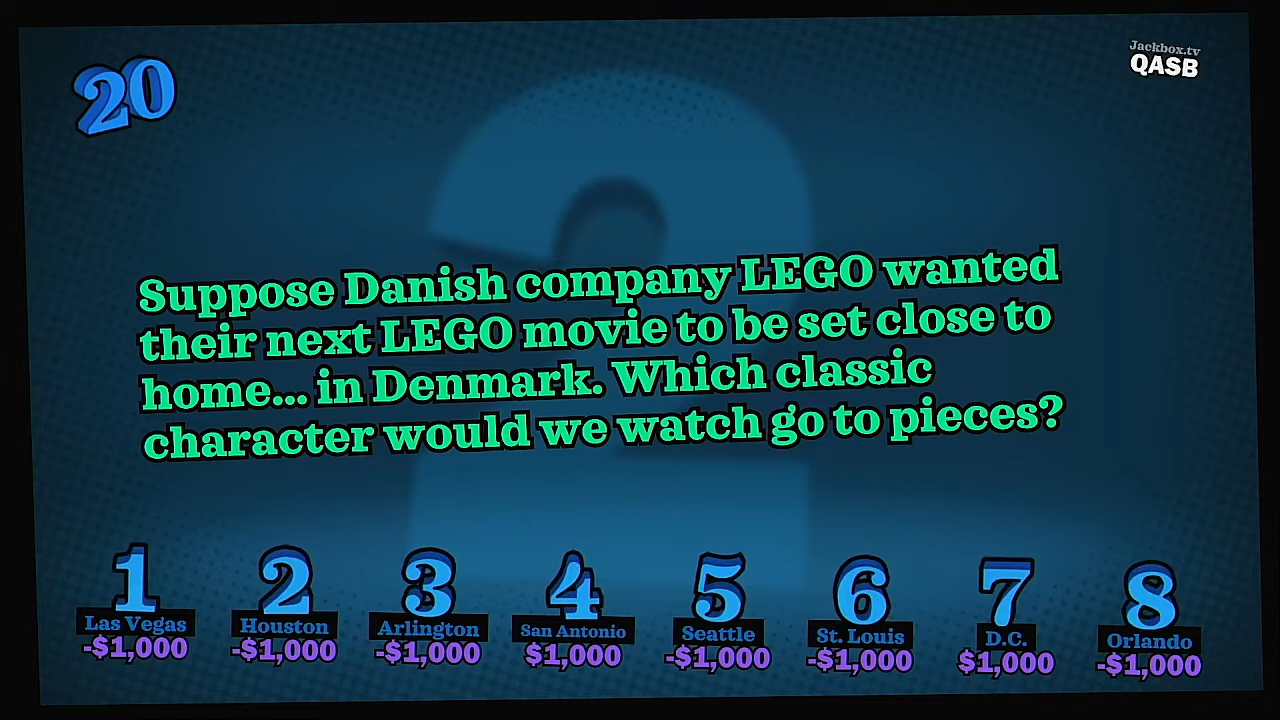 20
Jackbox.tv
QASB
Suppose Danish company LEGO wanted
their next LEGO movie to be set close to
home... in Denmark. Which classic
character would we watch go to pieces?
1 2 3 4 5 6 7 8
Las Vegas Houston Arlington San Antonio Seattle St. Louis D.C. Orlando
-$1,000 -$1,000 -$1,000 $1,000 -$1,000 -$1,000 $1,000 -$1,000